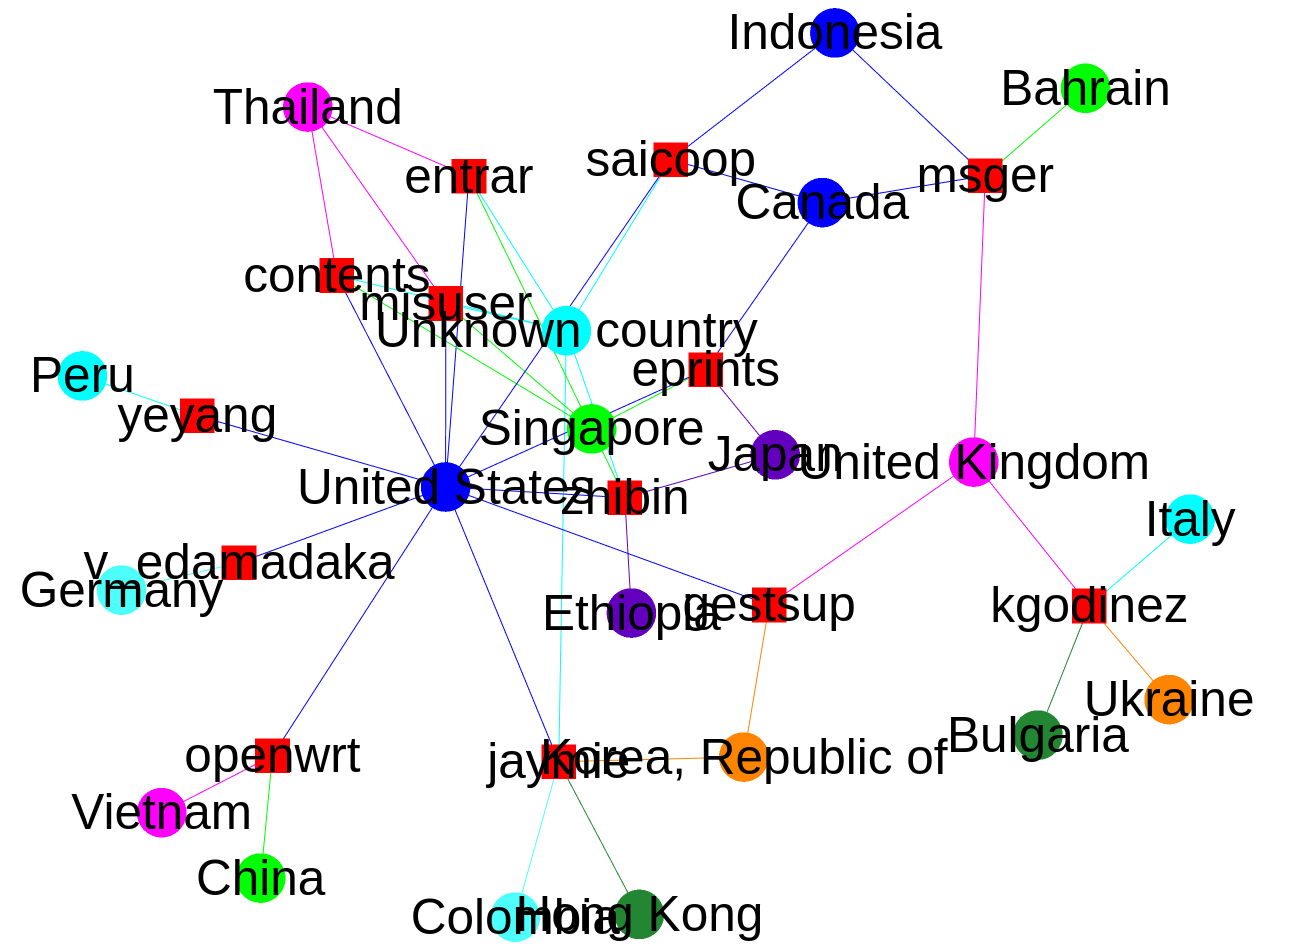 Indonesia
Bahrain
Thailand
saicoop
entrar
msger
Canada
contents
misuser
Unknown country
eprints
Peru
yeyang
Singapore
Japan
United Kingdom
United States
zhibin
Italy
v_edamadaka
Germany
Ethiopia
gestsup
kgodinez
Ukraine
Bulgaria
openwrt
jaymie
Korea, Republic of
Vietnam
China
Colombia
Hong Kong